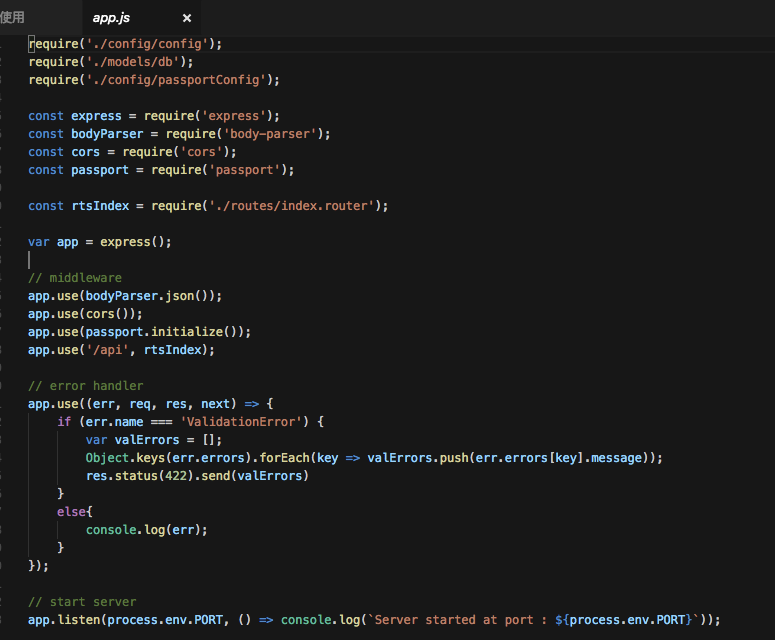 使用
app.js ×
require('./config/config');
require('./models/db');
require('./config/passportConfig');
const express = require('express');
const bodyParser = require('body-parser');
const cors = require('cors');
const passport = require('passport');
const rtsIndex = require('./routes/index.router');
var app = express();
// middleware
app.use(bodyParser.json());
app.use(cors());
app.use(passport.initialize());
app.use('/api', rtsIndex);
// error handler
app.use((err, req, res, next) => {
    if (err.name === 'ValidationError') {
        var valErrors = [];
        Object.keys(err.errors).forEach(key => valErrors.push(err.errors[key].message));
        res.status(422).send(valErrors)
    }
    else{
        console.log(err);
    }
});
// start server
app.listen(process.env.PORT, () => console.log(`Server started at port : ${process.env.PORT}`));